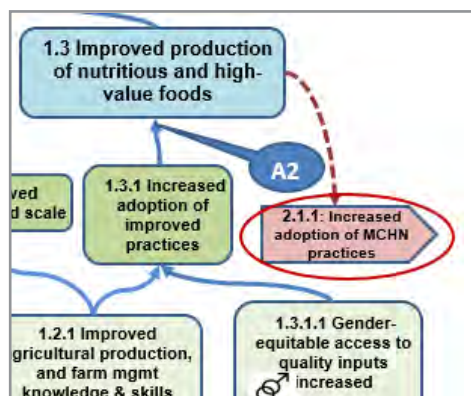 1.3 Improved production
of nutritious and high-
value foods
A2
1.3.1 Increased
adoption of
improved
practices
2.1.1: Increased
adoption of MCHN
practices
d scale
1.2.1 Improved
gricultural production,
and farm mgmt
knowledge & skills
1.3.1.1 Gender-
equitable access to
quality inputs
increased